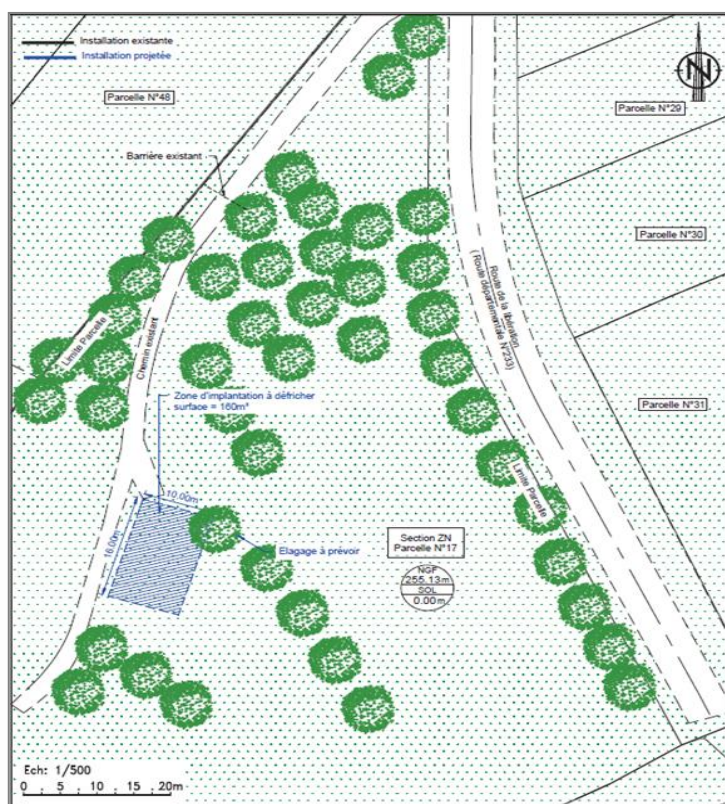 Installation existante
Installation projetée
N
Parcelle N°48
Parcelle N°29
Barrière existant
Parcelle N°30
Route de la libération
( Route départementale N°233)
Limite Parcelle
Chemin existant
Zone d'implantation à défricher
surface = 160m²
Parcelle N°31
Limite Parcelle
10.00m
16.00m
Elagage à prévoir
Section ZN
Parcelle N°17
NGF
255.13m
SOL
0.00m
Ech: 1/500
0 5 10 15 20m